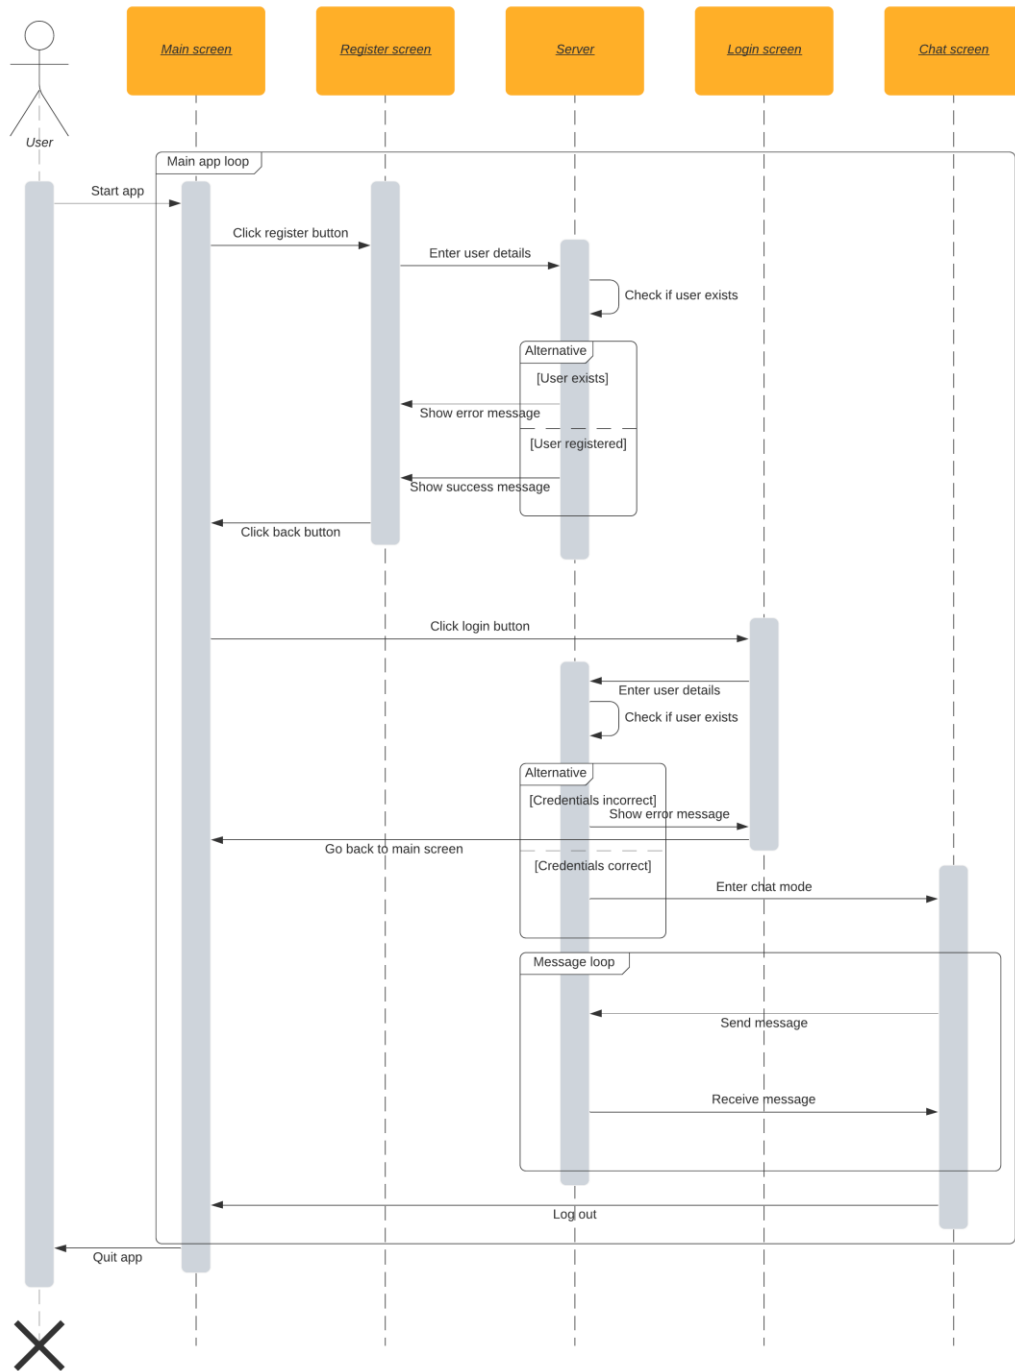 Main screen
Register screen
Server
Login screen
Chat screen
User
Main app loop
Start app
Click register button
Enter user details
Check if user exists
Alternative
[User exists]
Show error message
[User registered]
Show success message
Click back button
Click login button
Enter user details
Check if user exists
Alternative
[Credentials incorrect]
Show error message
Go back to main screen
[Credentials correct]
Enter chat mode
Message loop
Send message
Receive message
Log out
Quit app